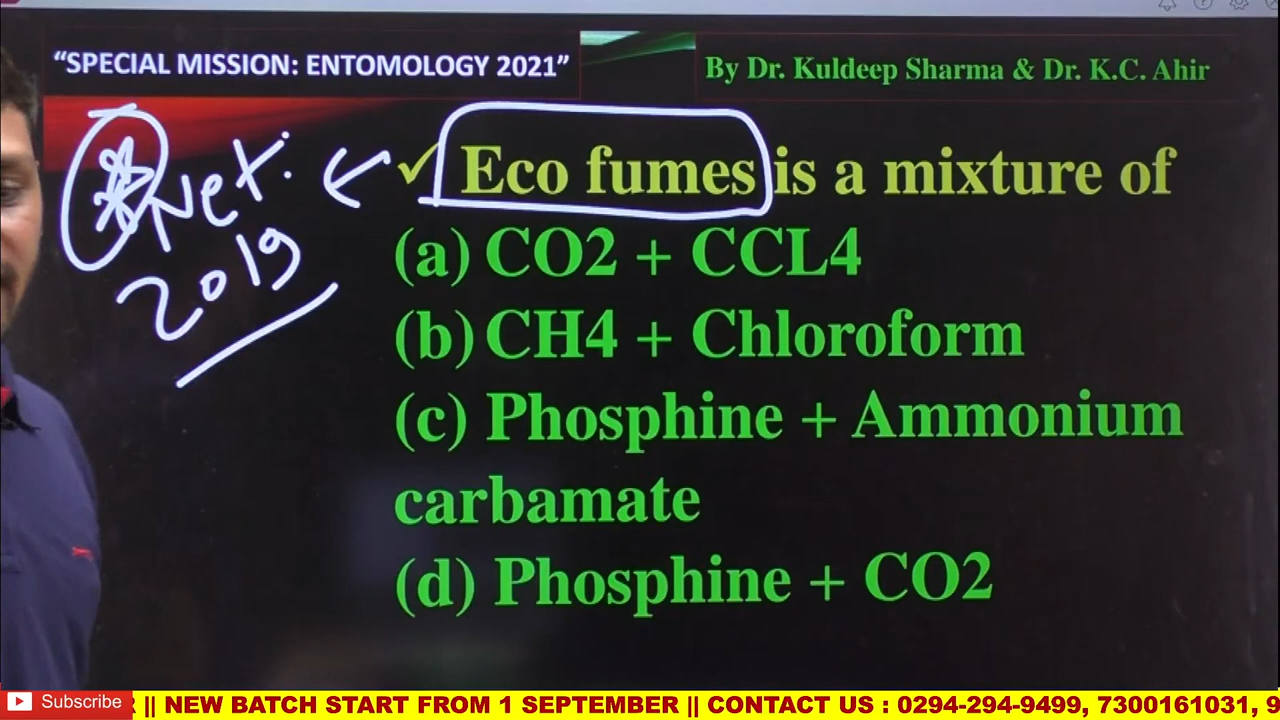 “SPECIAL MISSION: ENTOMOLOGY 2021”
By Dr. Kuldeep Sharma & Dr. K.C. Ahir
Net.
2019
✓ Eco fumes is a mixture of
(a) CO2 + CCL4
(b) CH4 + Chloroform
(c) Phosphine + Ammonium
carbamate
(d) Phosphine + CO2
Subscribe
|| NEW BATCH START FROM 1 SEPTEMBER || CONTACT US : 0294-294-9499, 7300161031, 9